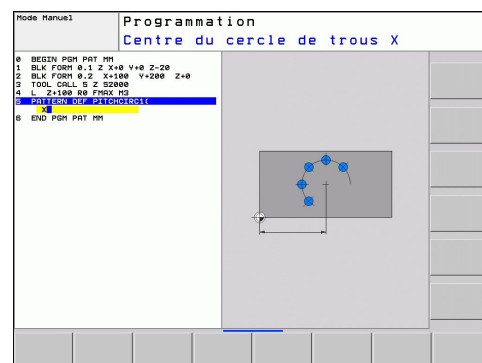 Mode Manuel
Programmation
Centre du cercle de trous X
0 BEGIN PGM PAT MM
1 BLK FORM 0.1 Z X+0 Y+0 Z-20
2 BLK FORM 0.2 X+100 Y+200 Z+0
3 TOOL CALL 5 Z S2000
4 L Z+100 R0 FMAX M3
5 PATTERN DEF PITCHCIRC1(
X
6 END PGM PAT MM